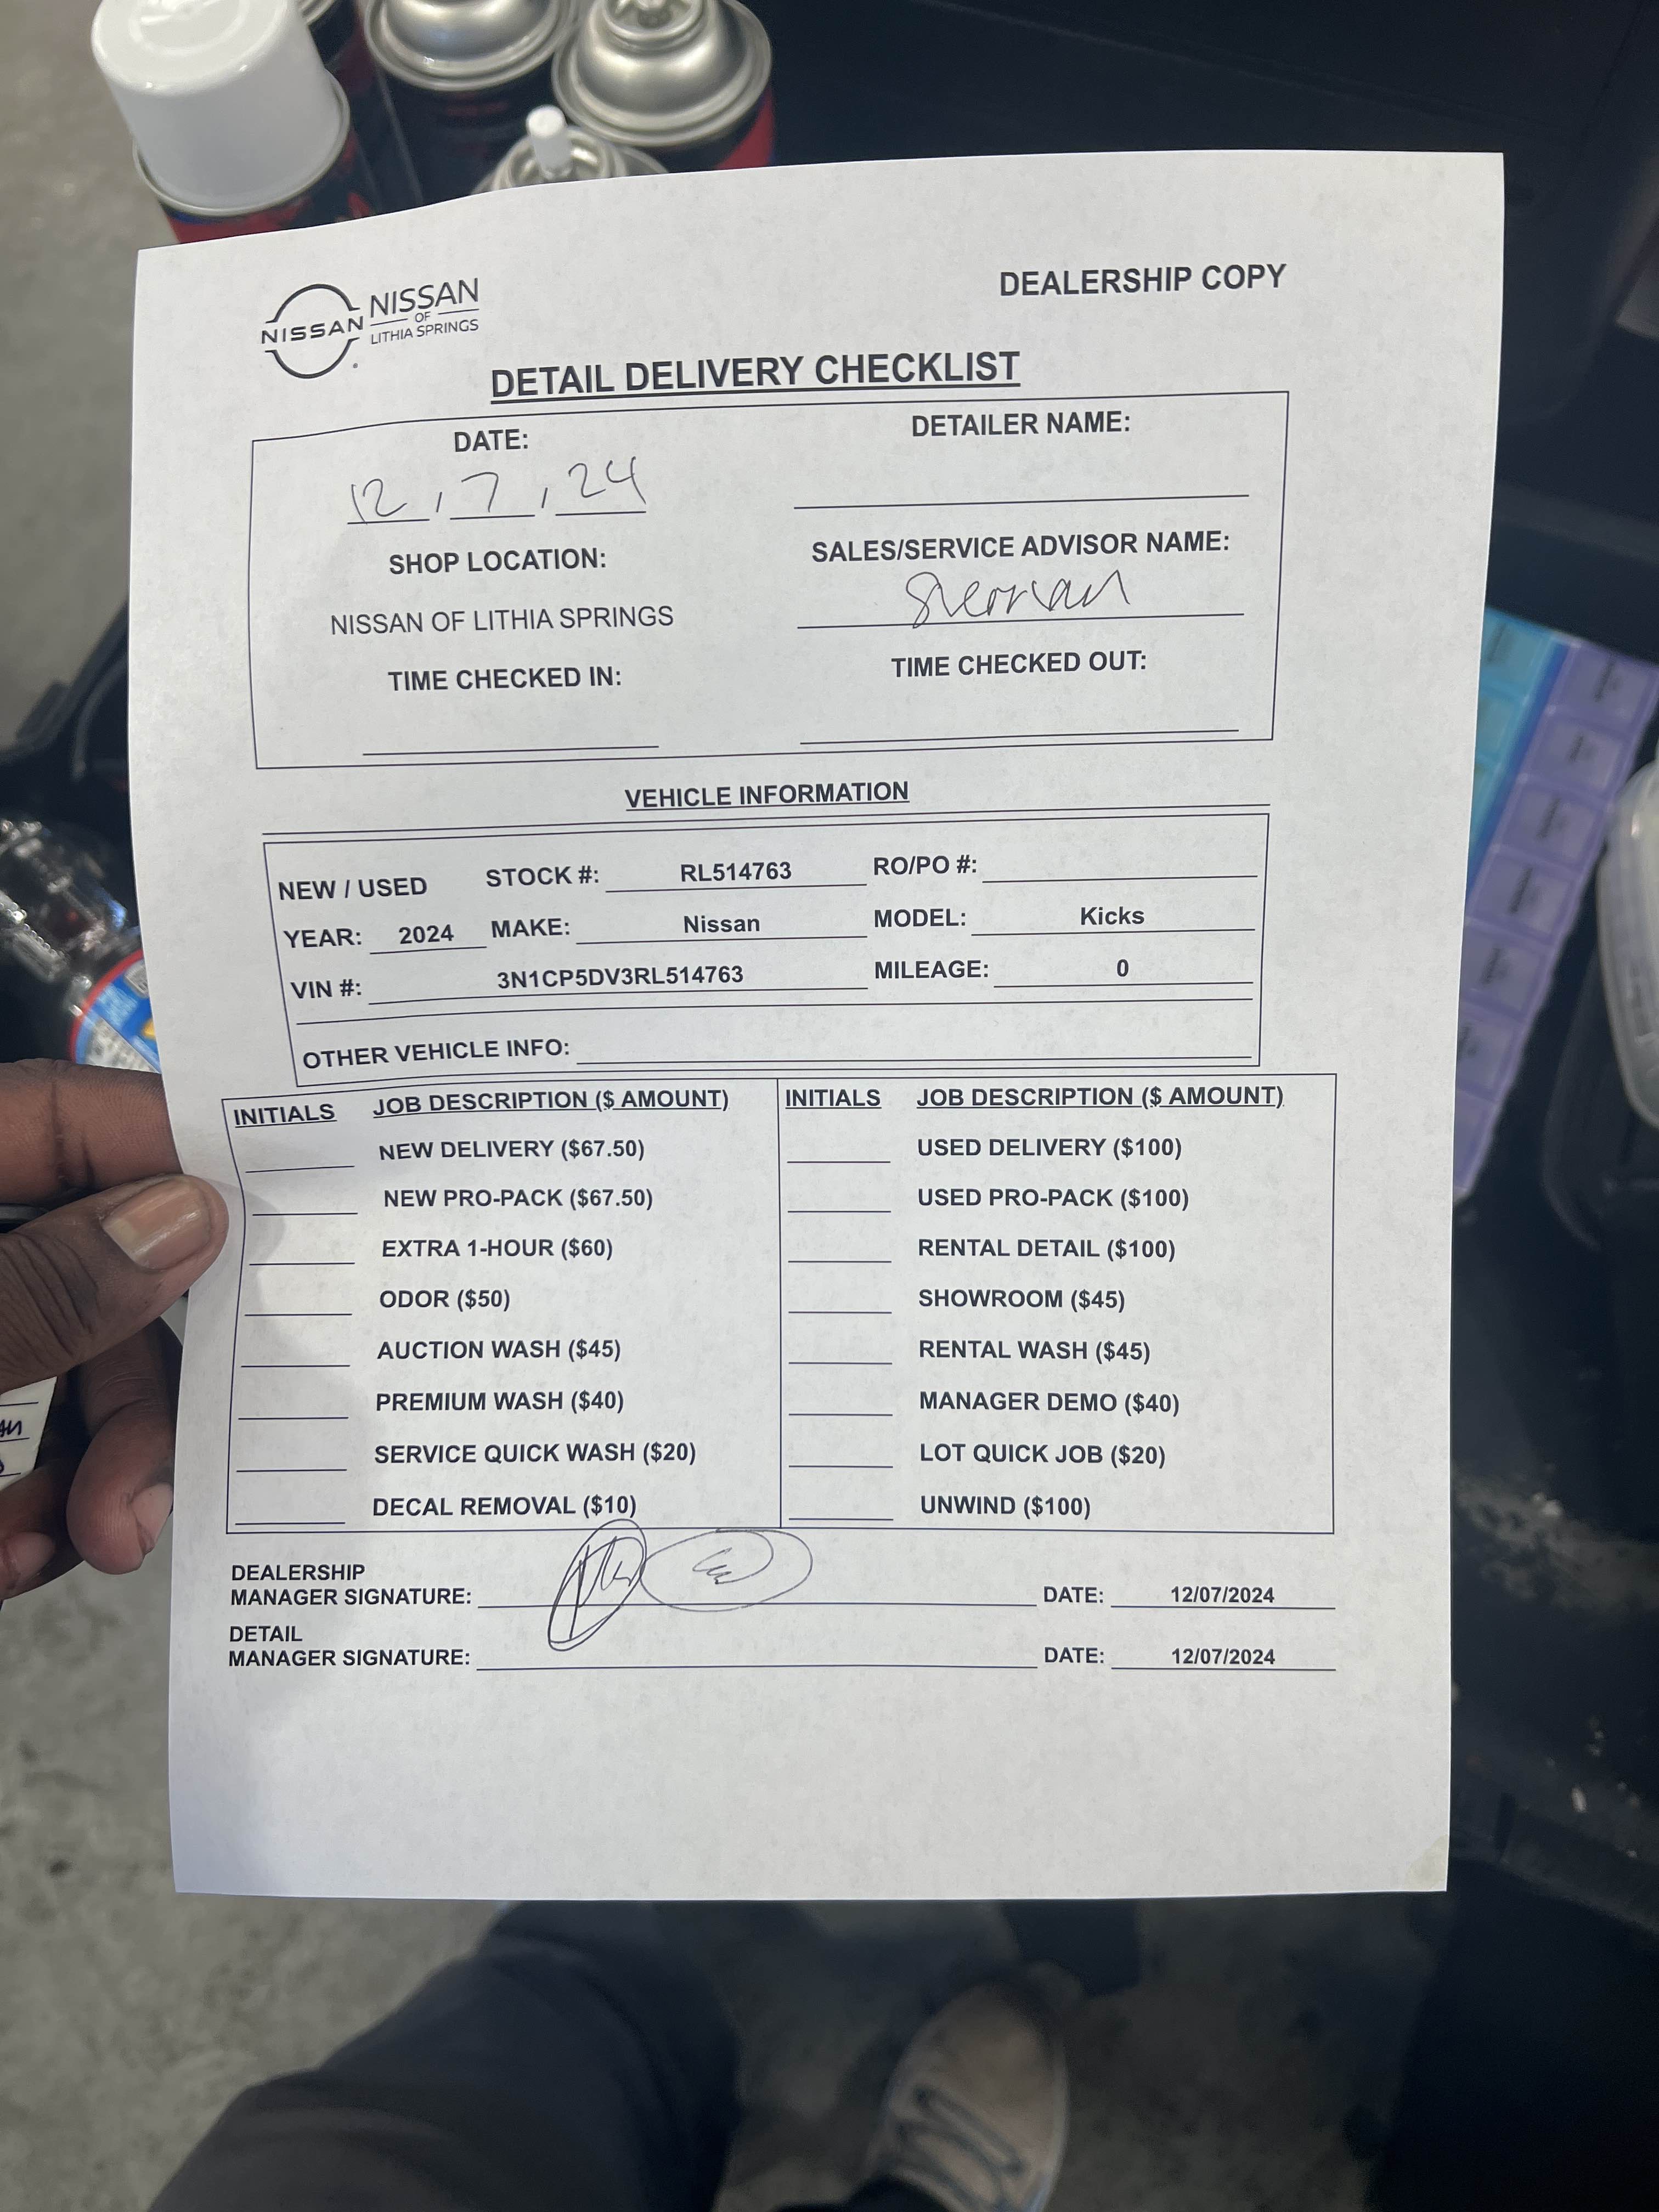 DEALERSHIP COPY
NISSAN
NISSAN
OF
LITHIA SPRINGS
DETAIL DELIVERY CHECKLIST
DATE: DETAILER NAME:
12, 7, 24
SHOP LOCATION: SALES/SERVICE ADVISOR NAME:
NISSAN OF LITHIA SPRINGS
TIME CHECKED IN: TIME CHECKED OUT:
VEHICLE INFORMATION
NEW / USED STOCK #: RL514763 RO/PO #:
YEAR: 2024 MAKE: Nissan MODEL: Kicks
VIN #: 3N1CP5DV3RL514763 MILEAGE: 0
OTHER VEHICLE INFO:
INITIALS JOB DESCRIPTION ($ AMOUNT) INITIALS JOB DESCRIPTION ($ AMOUNT)
NEW DELIVERY ($67.50) USED DELIVERY ($100)
NEW PRO-PACK ($67.50) USED PRO-PACK ($100)
EXTRA 1-HOUR ($60) RENTAL DETAIL ($100)
ODOR ($50) SHOWROOM ($45)
AUCTION WASH ($45) RENTAL WASH ($45)
PREMIUM WASH ($40) MANAGER DEMO ($40)
SERVICE QUICK WASH ($20) LOT QUICK JOB ($20)
DECAL REMOVAL ($10) UNWIND ($100)
DEALERSHIP
MANAGER SIGNATURE: DATE: 12/07/2024
DETAIL
MANAGER SIGNATURE: DATE: 12/07/2024